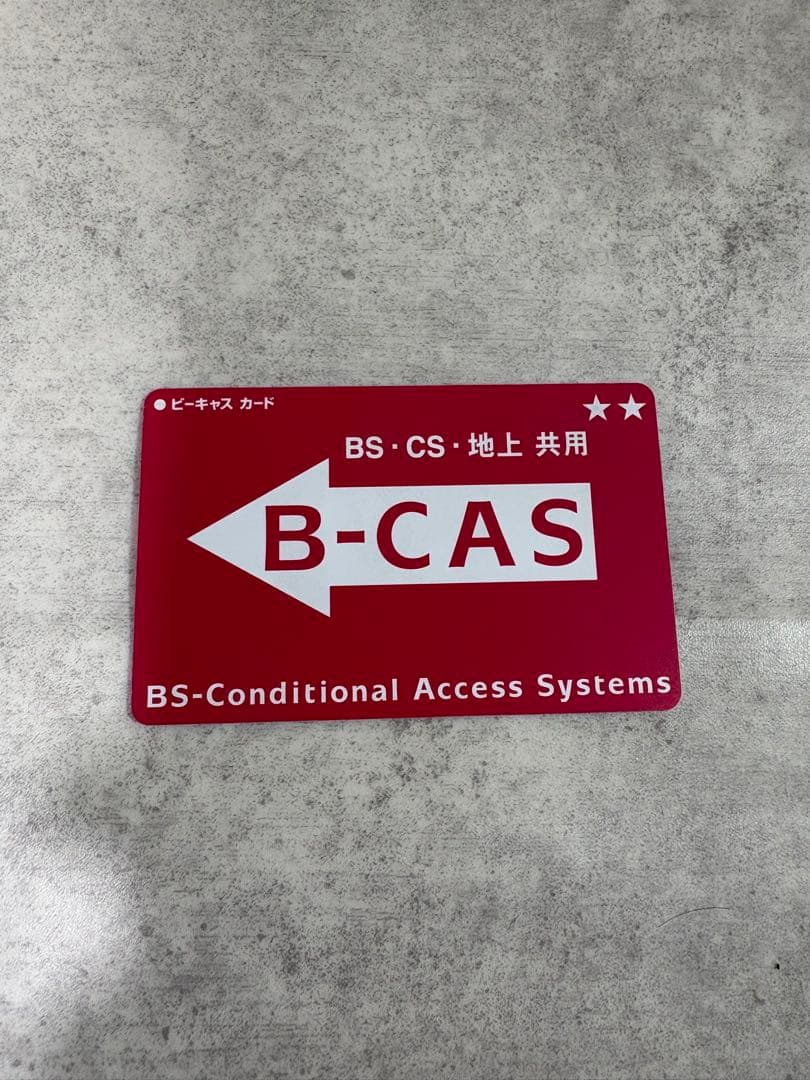 ●ビーキャス カード
★★
BS・CS・地上 共用
B-CAS
BS-Conditional Access Systems